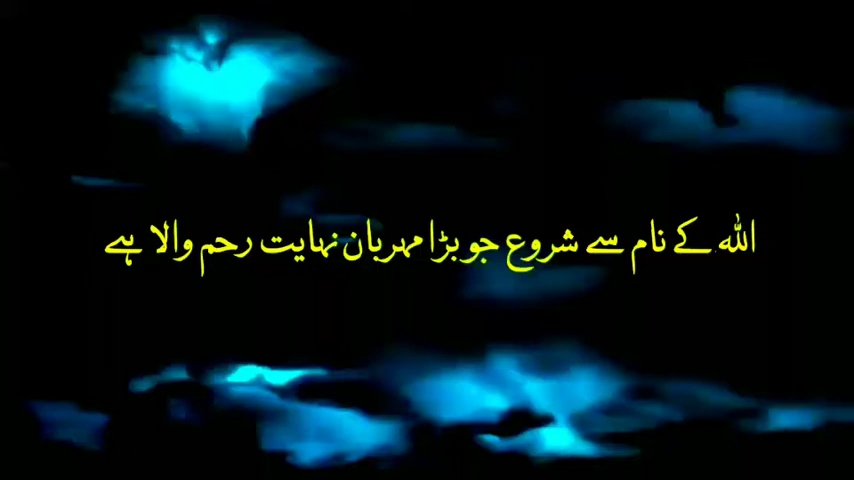 اللہ کے نام سے شروع جو بڑا مہربان نہایت رحم والا ہے